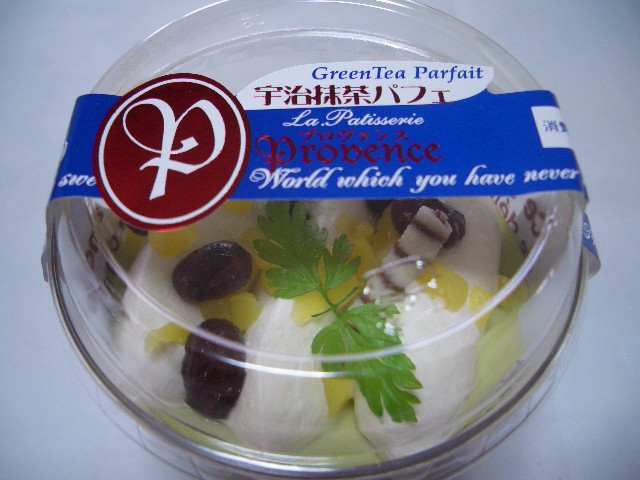 GreenTea Parfait
宇治抹茶パフェ
La.Patisserie
プロヴァンス
Provence
World which you have never
swe
P
消